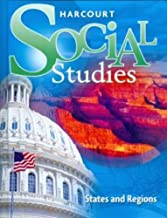 HARCOURT
Social
Studies
States and Regions